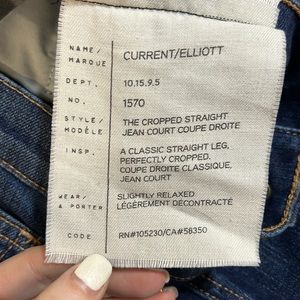 NAME/ CURRENT/ELLIOTT
MARQUE
DEPT. 10.15.9.5
NO. 1570
STYLE/ THE CROPPED STRAIGHT
MODÈLE JEAN COURT COUPE DROITE
INSP. A CLASSIC STRAIGHT LEG,
PERFECTLY CROPPED.
COUPE DROITE CLASSIQUE,
JEAN COURT
WEAR/ SLIGHTLY RELAXED
A PORTER LÉGÈREMENT DÉCONTRACTÉ
CODE RN#105230/CA#58350